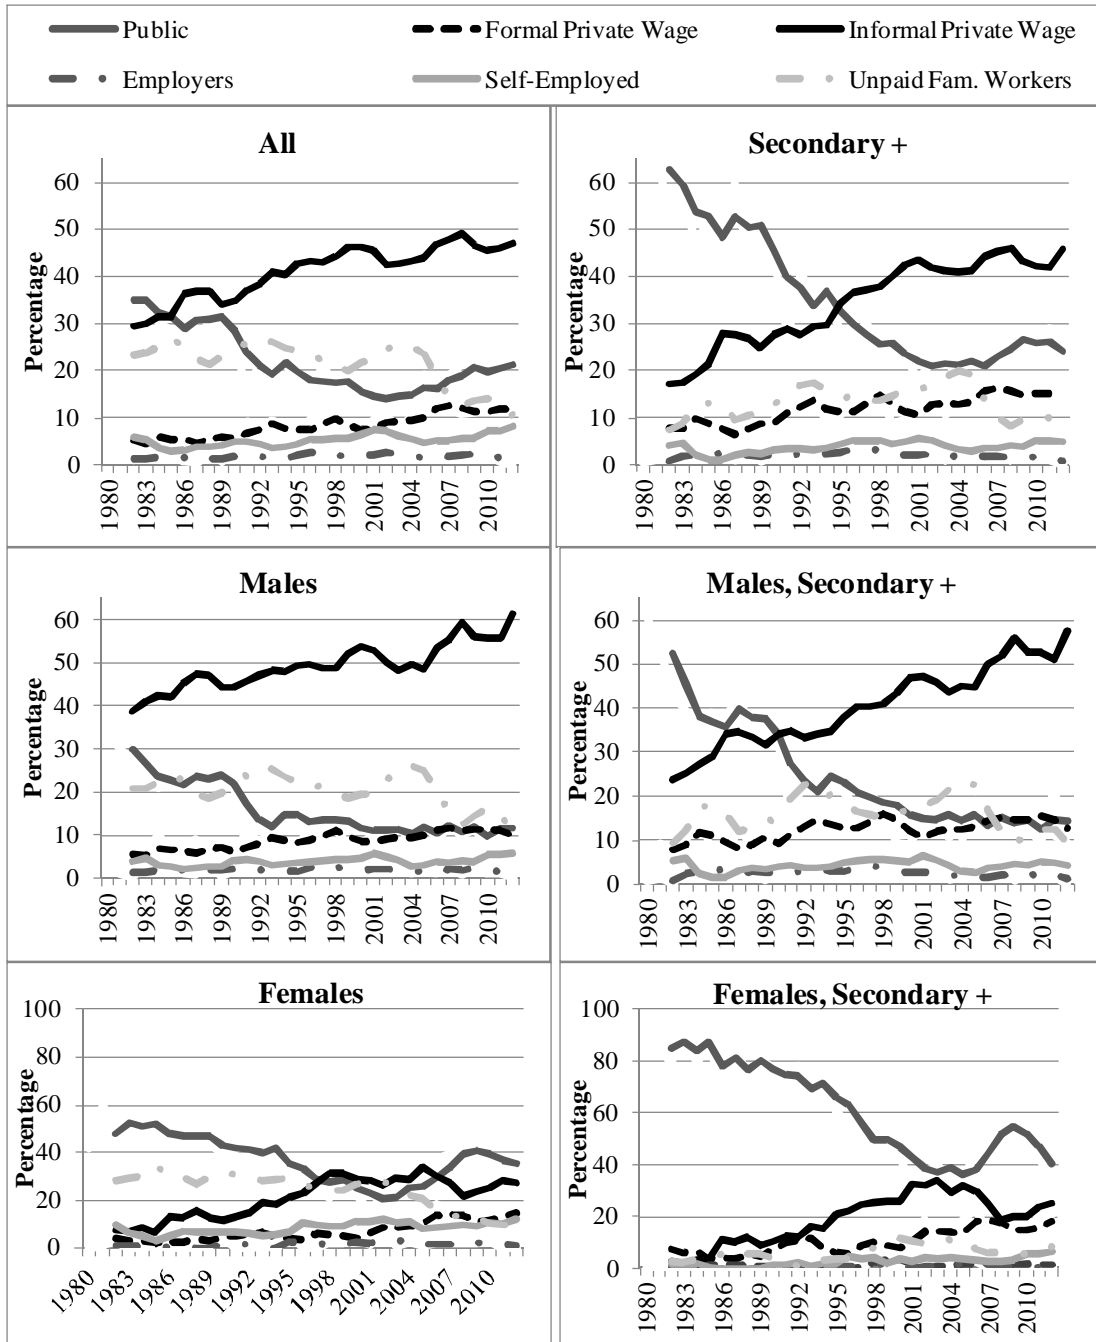 Public Formal Private Wage Informal Private Wage
Employers Self-Employed Unpaid Fam. Workers
All
Percentage
60
50
40
30
20
10
0
1980 1983 1986 1989 1992 1995 1998 2001 2004 2007 2010
Secondary +
Percentage
60
50
40
30
20
10
0
1980 1983 1986 1989 1992 1995 1998 2001 2004 2007 2010
Males
Percentage
60
50
40
30
20
10
0
1980 1983 1986 1989 1992 1995 1998 2001 2004 2007 2010
Males, Secondary +
Percentage
60
50
40
30
20
10
0
1980 1983 1986 1989 1992 1995 1998 2001 2004 2007 2010
Females
Percentage
100
80
60
40
20
0
1980 1983 1986 1989 1992 1995 1998 2001 2004 2007 2010
Females, Secondary +
Percentage
100
80
60
40
20
0
1980 1983 1986 1989 1992 1995 1998 2001 2004 2007 2010